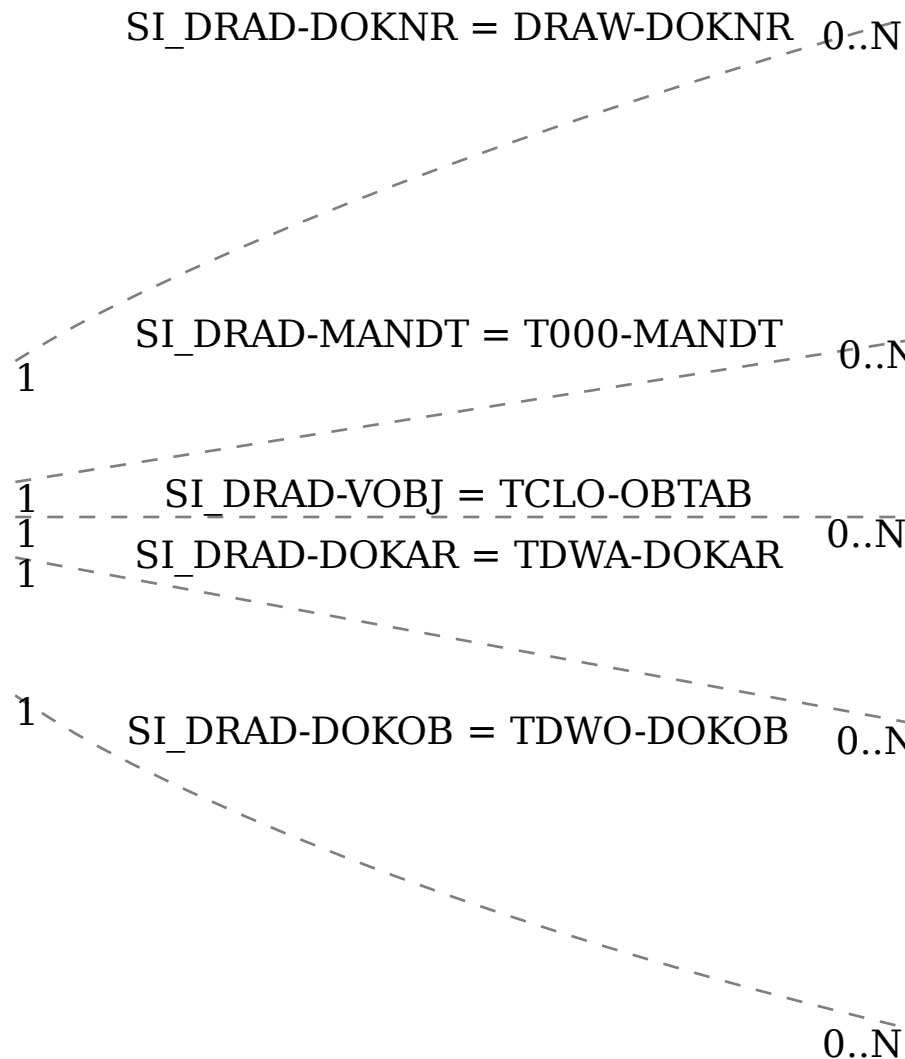 SI_DRAD-DOKNR = DRAW-DOKNR 0..N
SI_DRAD-MANDT = T000-MANDT
0..N
1
SI_DRAD-VOBJ = TCLO-OBTAB
1
1
0..N
SI_DRAD-DOKAR = TDWA-DOKAR
1
1
SI_DRAD-DOKOB = TDWO-DOKOB
0..N
0..N